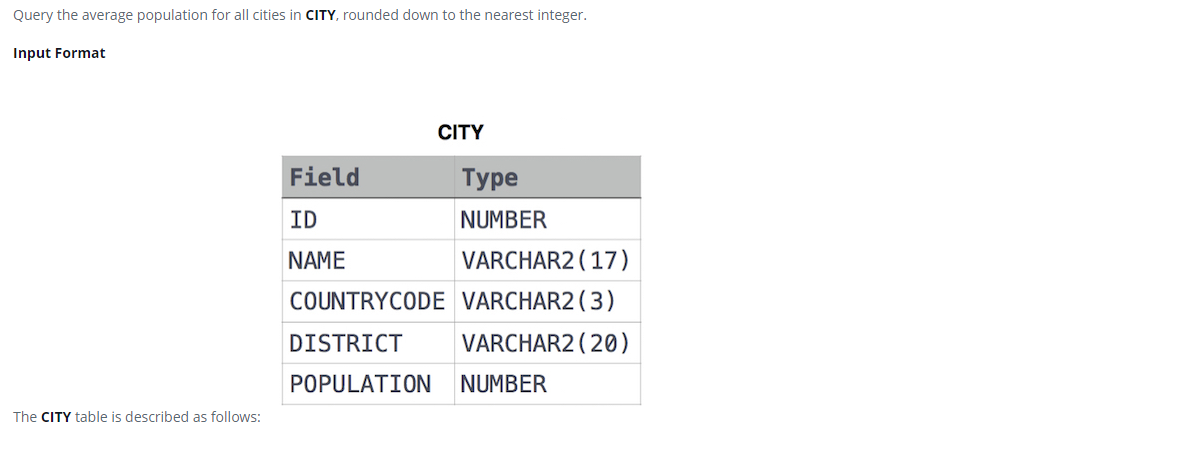 Query the average population for all cities in CITY, rounded down to the nearest integer.
Input Format
CITY
Field Type
ID NUMBER
NAME VARCHAR2(17)
COUNTRYCODE VARCHAR2(3)
DISTRICT VARCHAR2(20)
POPULATION NUMBER
The CITY table is described as follows: